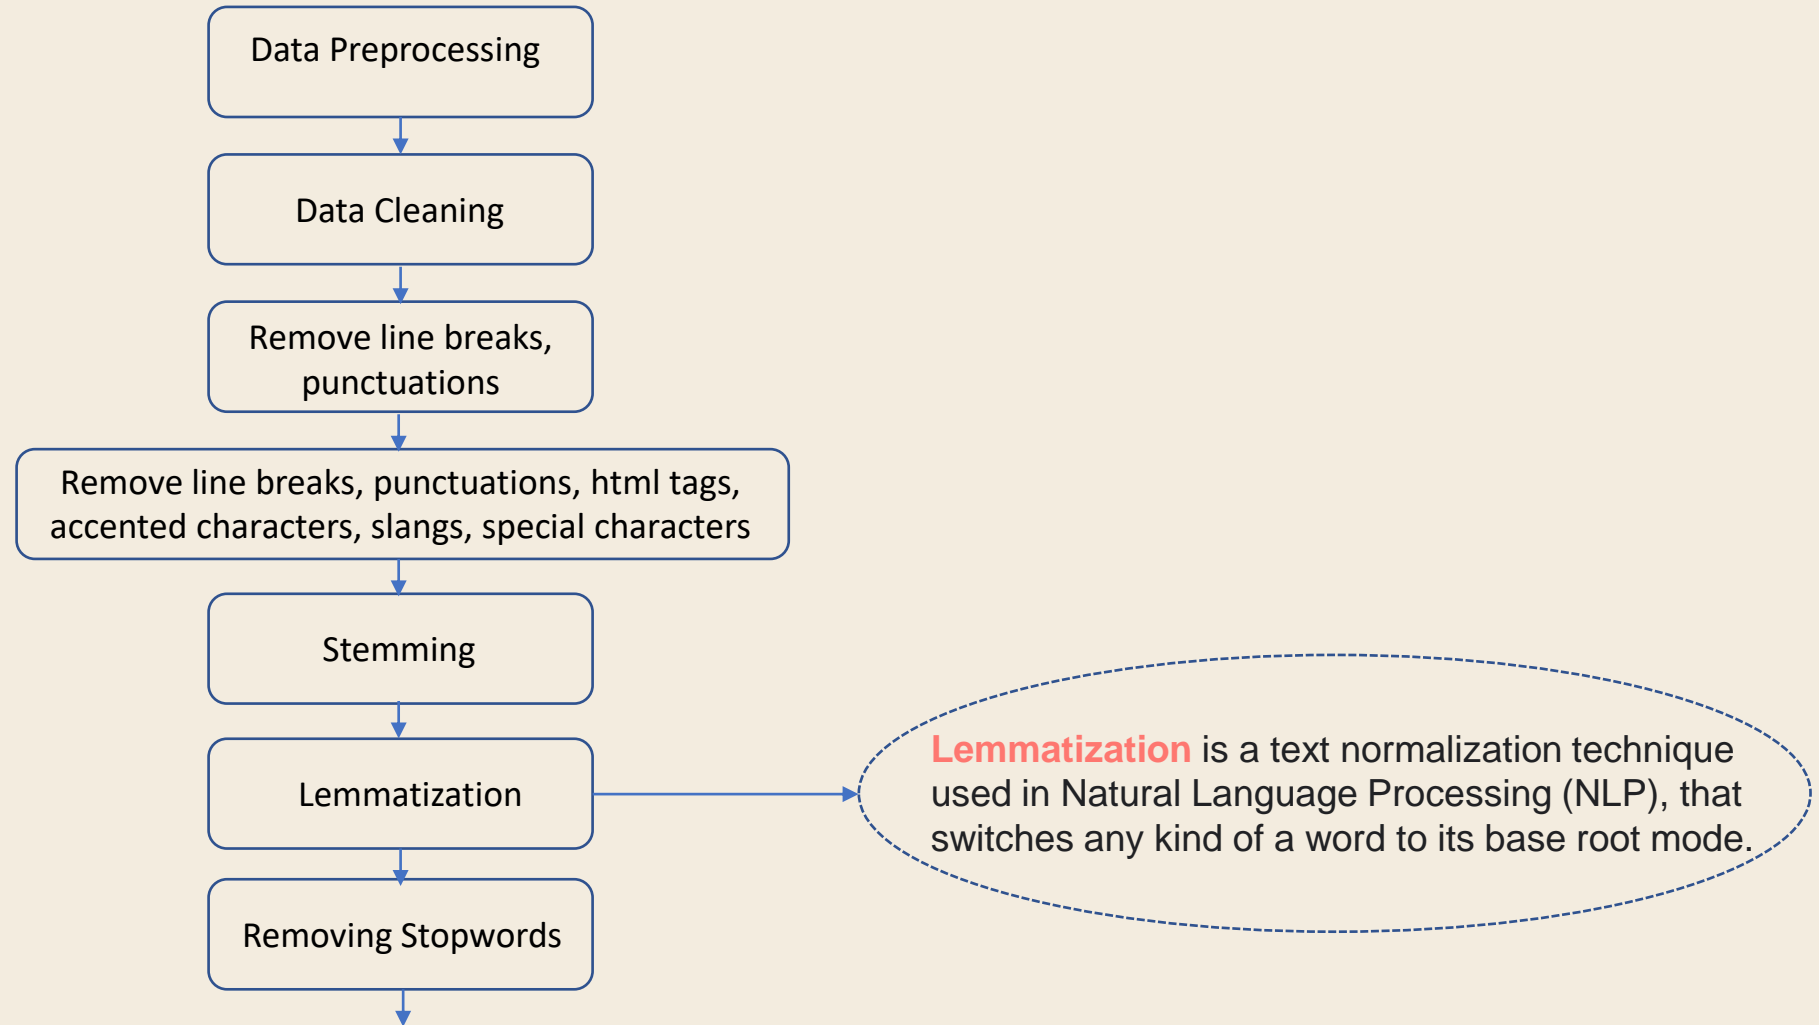 Data Preprocessing
Data Cleaning
Remove line breaks,
punctuations
Remove line breaks, punctuations, html tags,
accented characters, slangs, special characters
Stemming
Lemmatization
Lemmatization is a text normalization technique
used in Natural Language Processing (NLP), that
switches any kind of a word to its base root mode.
Removing Stopwords